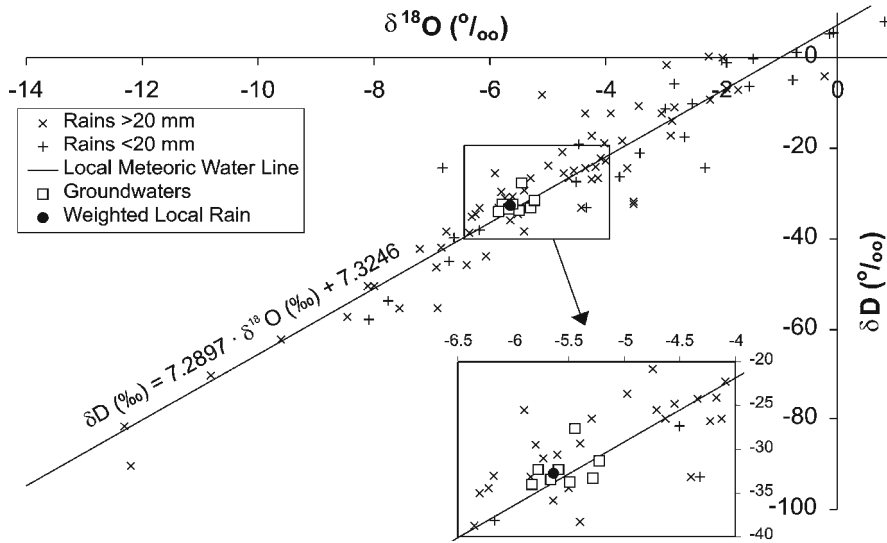 δ¹⁸O (°/ₒₒ)
-14 -12 -10 -8 -6 -4 -2 0
0
-20
-40
-60
-80
-100
δD (°/ₒₒ)
Rains >20 mm
Rains <20 mm
Local Meteoric Water Line
Groundwaters
Weighted Local Rain
δD (‰) = 7.2897 · δ¹⁸O (‰) + 7.3246
-6.5 -6 -5.5 -5 -4.5 -4
-20
-25
-30
-35
-40